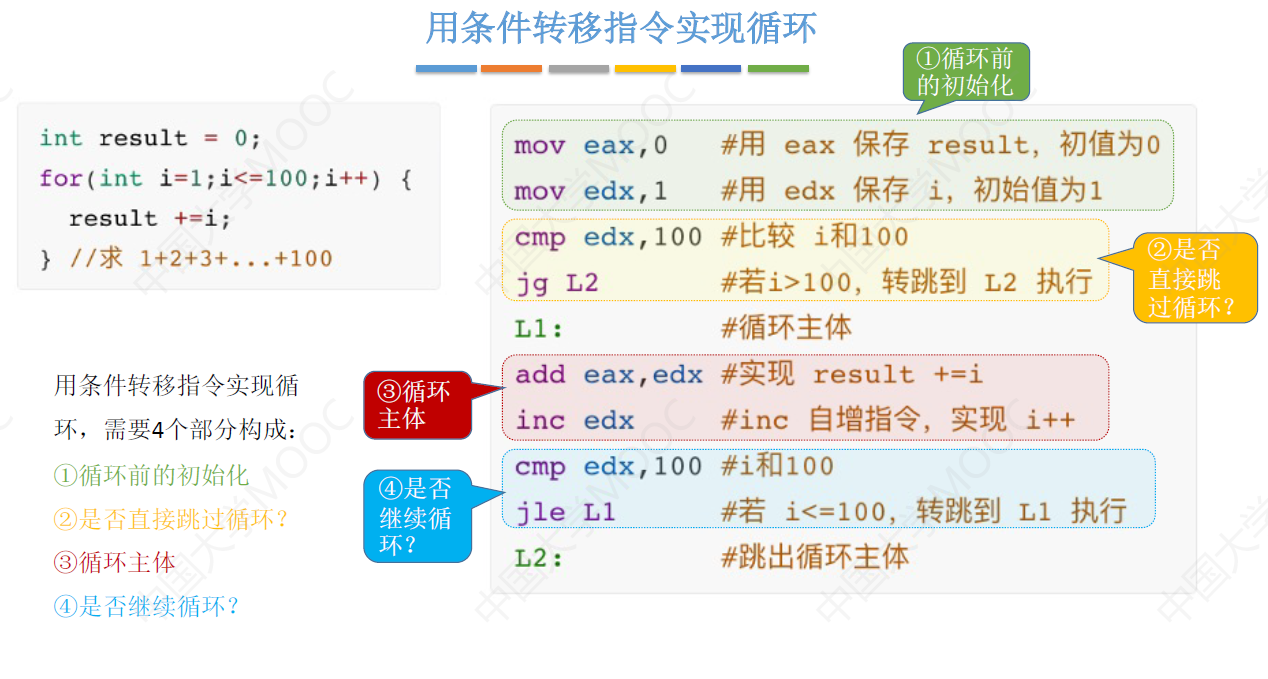 用条件转移指令实现循环
①循环前
的初始化
int result = 0;
for(int i=1;i<=100;i++) {
result +=i;
} //求 1+2+3+...+100
mov eax,0 #用 eax 保存 result, 初值为0
mov edx,1 #用 edx 保存 i, 初始值为1
cmp edx,100 #比较 i和100
jg L2 #若i>100, 转跳到 L2 执行
②是否
直接跳
过循环？
L1: #循环主体
add eax,edx #实现 result +=i
inc edx #inc 自增指令, 实现 i++
③循环
主体
cmp edx,100 #i和100
jle L1 #若 i<=100, 转跳到 L1 执行
④是否
继续循
环？
L2: #跳出循环主体
用条件转移指令实现循
环，需要4个部分构成：
①循环前的初始化
②是否直接跳过循环？
③循环主体
④是否继续循环？
中国大学MOOC